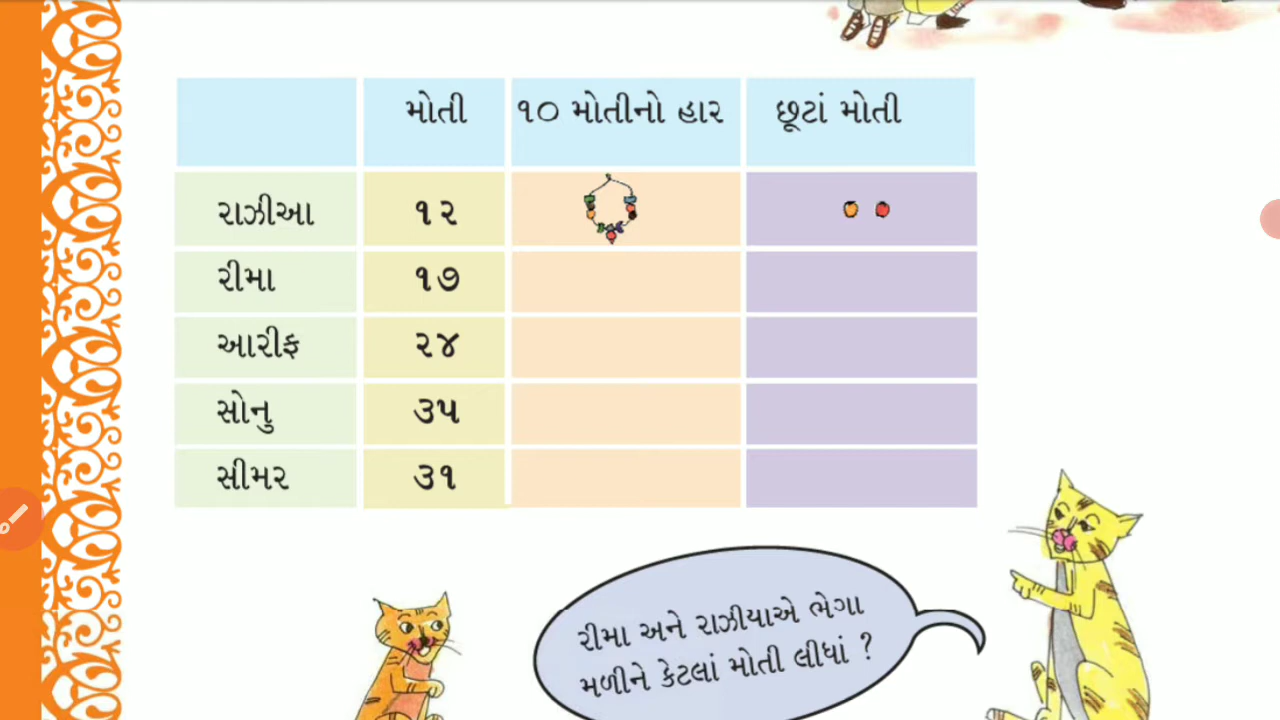 મોતી ૧૦ મોતીનો હાર છૂટાં મોતી
રાઝીઆ ૧૨
રીમા ૧૭
આરીફ ૨૪
સોનુ ૩૫
સીમર ૩૧
રીમા અને રાઝીયાએ ભેગા
મળીને કેટલાં મોતી લીધાં ?